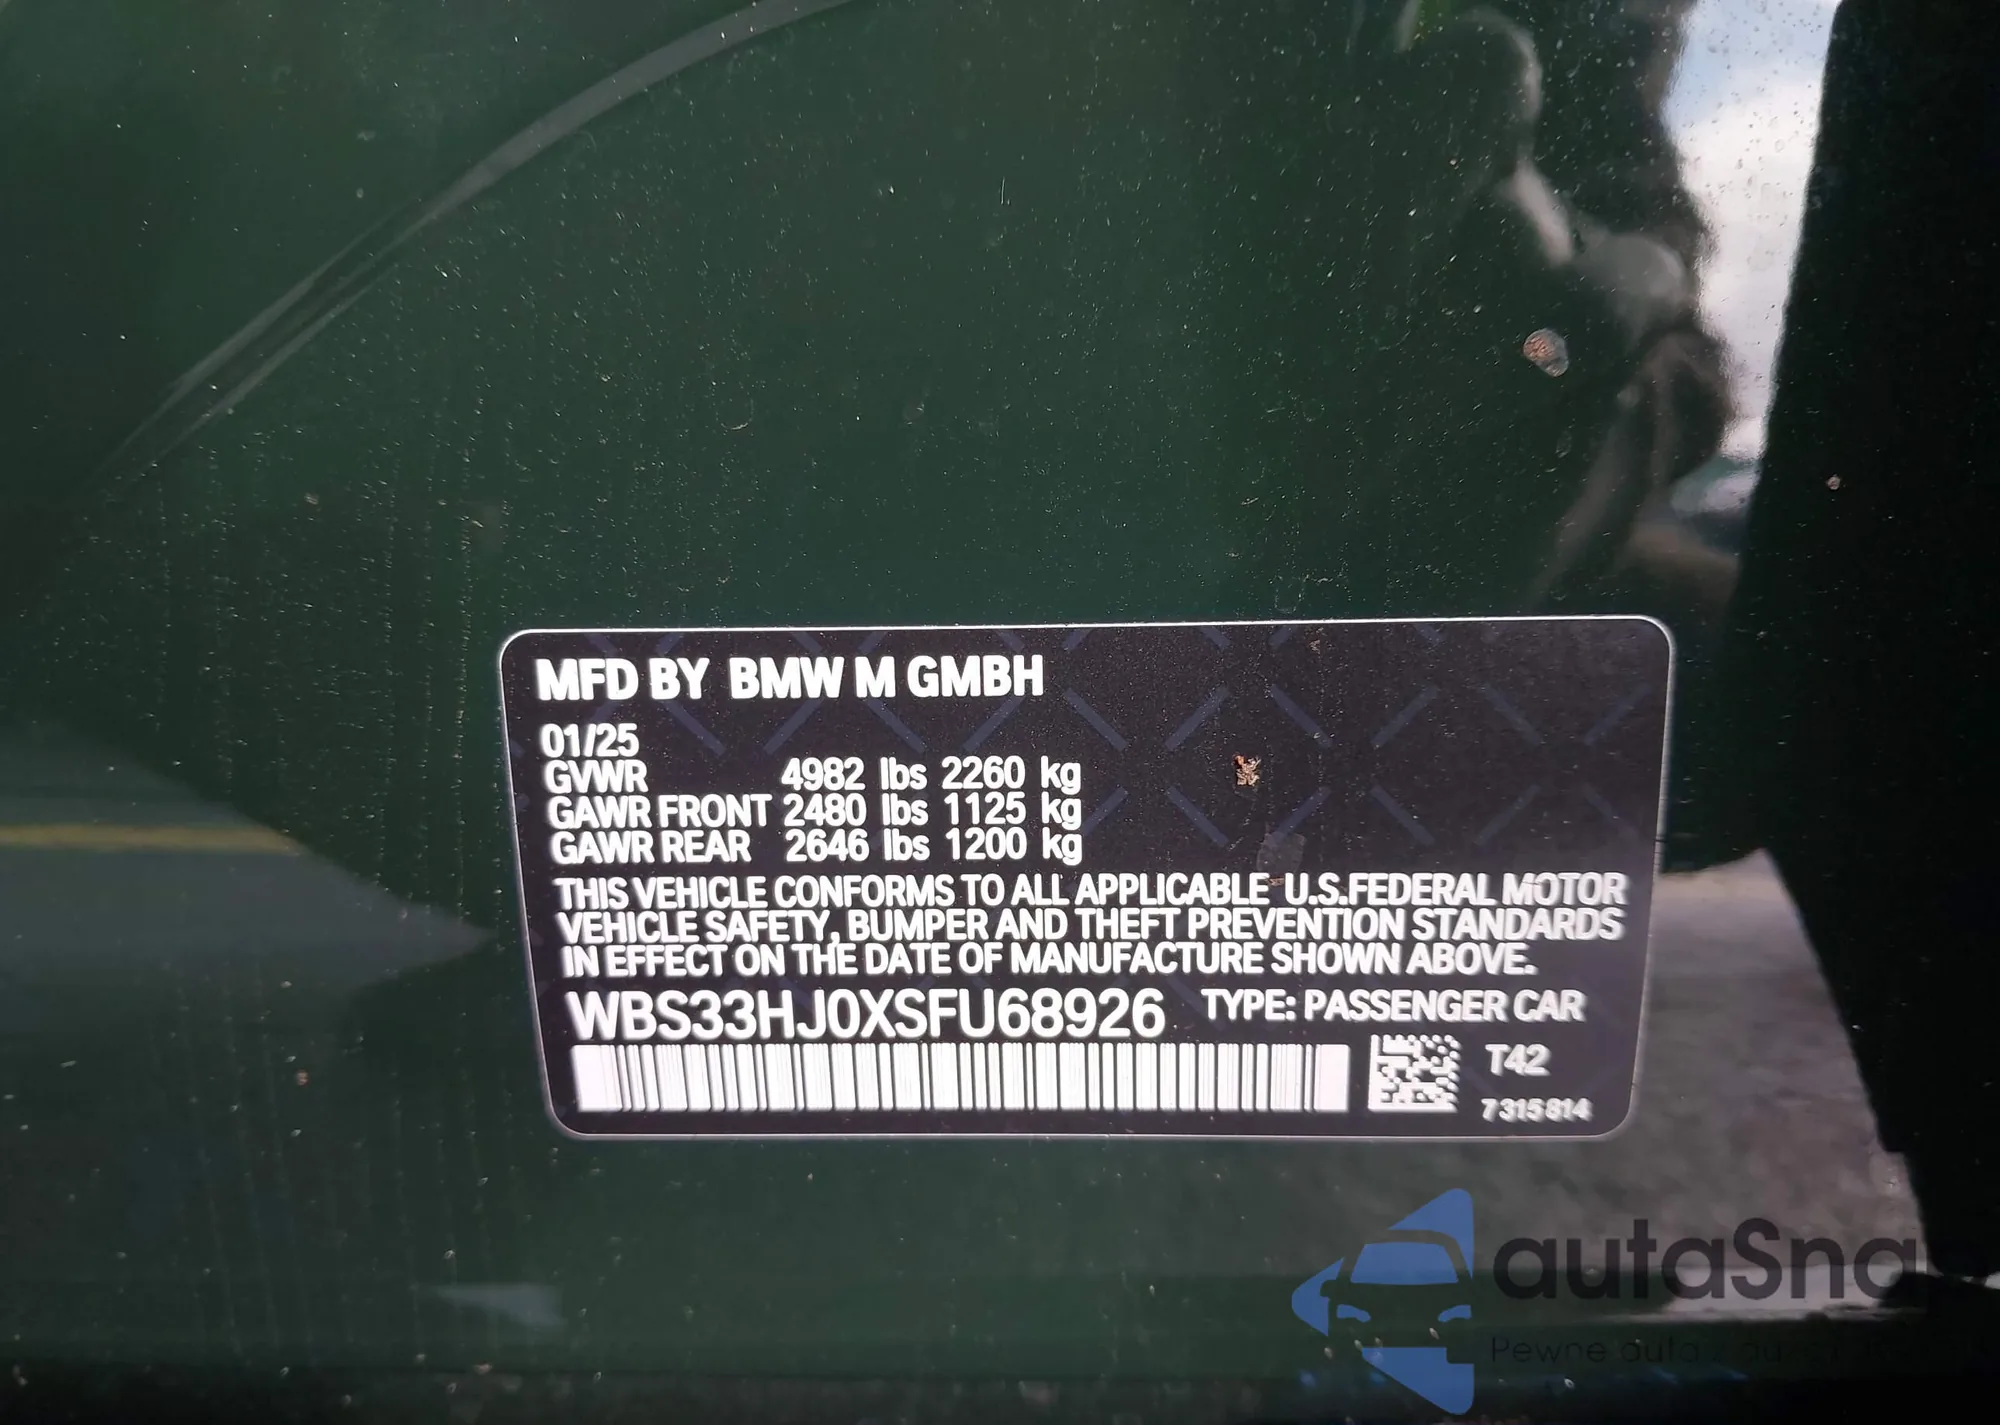 MFD BY BMW M GMBH
01/25
GVWR 4982 lbs 2260 kg
GAWR FRONT 2480 lbs 1125 kg
GAWR REAR 2646 lbs 1200 kg
THIS VEHICLE CONFORMS TO ALL APPLICABLE U.S.FEDERAL MOTOR
VEHICLE SAFETY, BUMPER AND THEFT PREVENTION STANDARDS
IN EFFECT ON THE DATE OF MANUFACTURE SHOWN ABOVE.
WBS33HJ0XSFU68926 TYPE: PASSENGER CAR
T42
7315814
autaSna
Pewne auta z